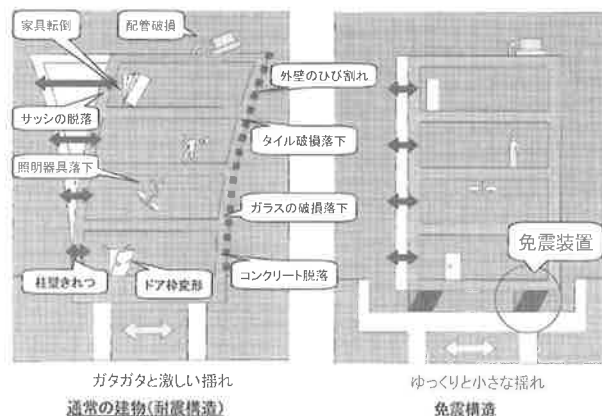 家具転倒
配管破損
外壁のひび割れ
サッシの脱落
タイル破損落下
照明器具落下
ガラスの破損落下
免震装置
柱壁きれつ
ドア枠変形
コンクリート脱落
ガタガタと激しい揺れ
ゆっくりと小さな揺れ
通常の建物(耐震構造)
免震構造